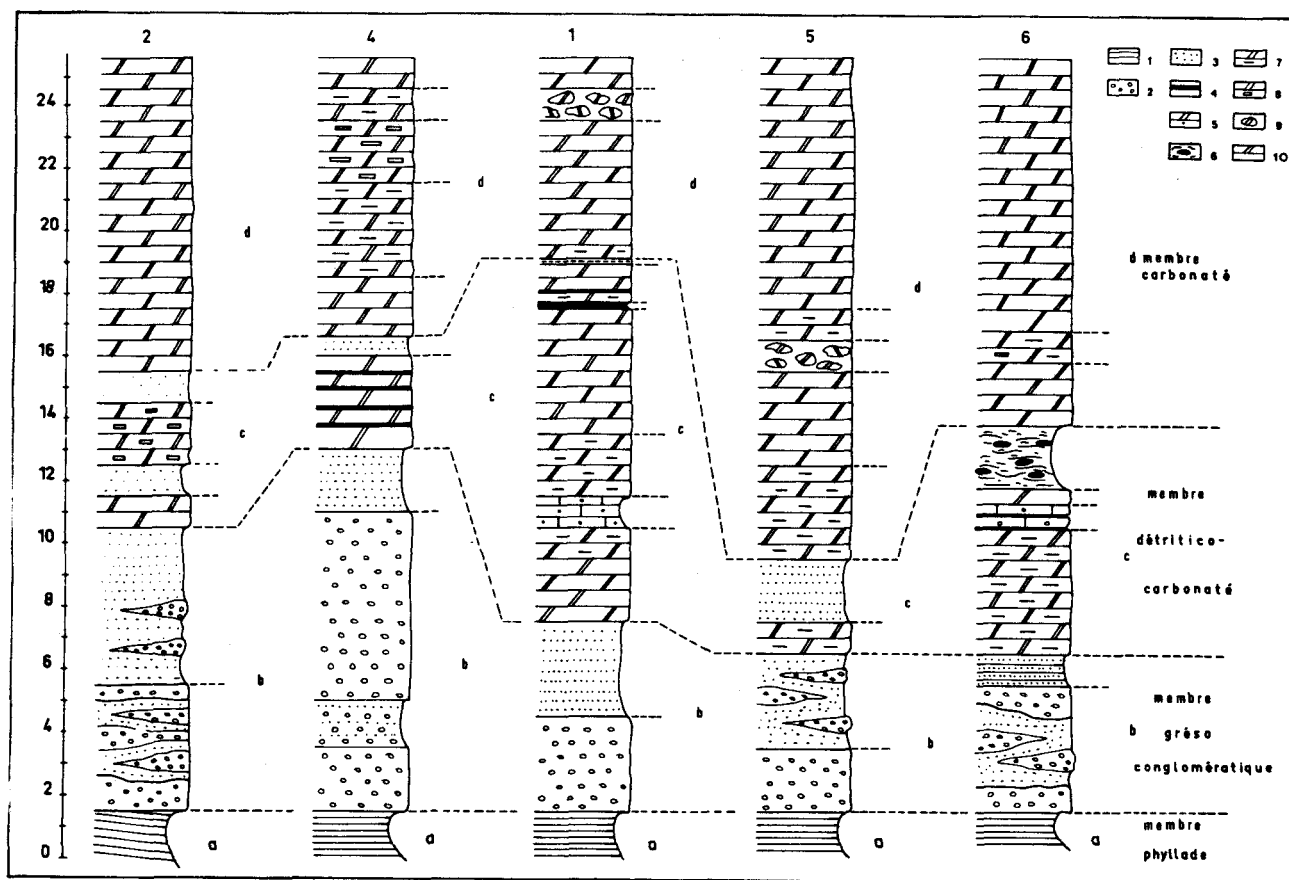 2 4 1 5 6
1 3 7
2 4 8
5 9
6 10
24
22
20
18
16
14
12
10
8
6
4
2
0
d d d d
d membre
carbonaté
c c c c
membre
détritico-
c
carbonaté
b b b b
membre
b gréso
conglomératique
a a a a
membre
phyllade